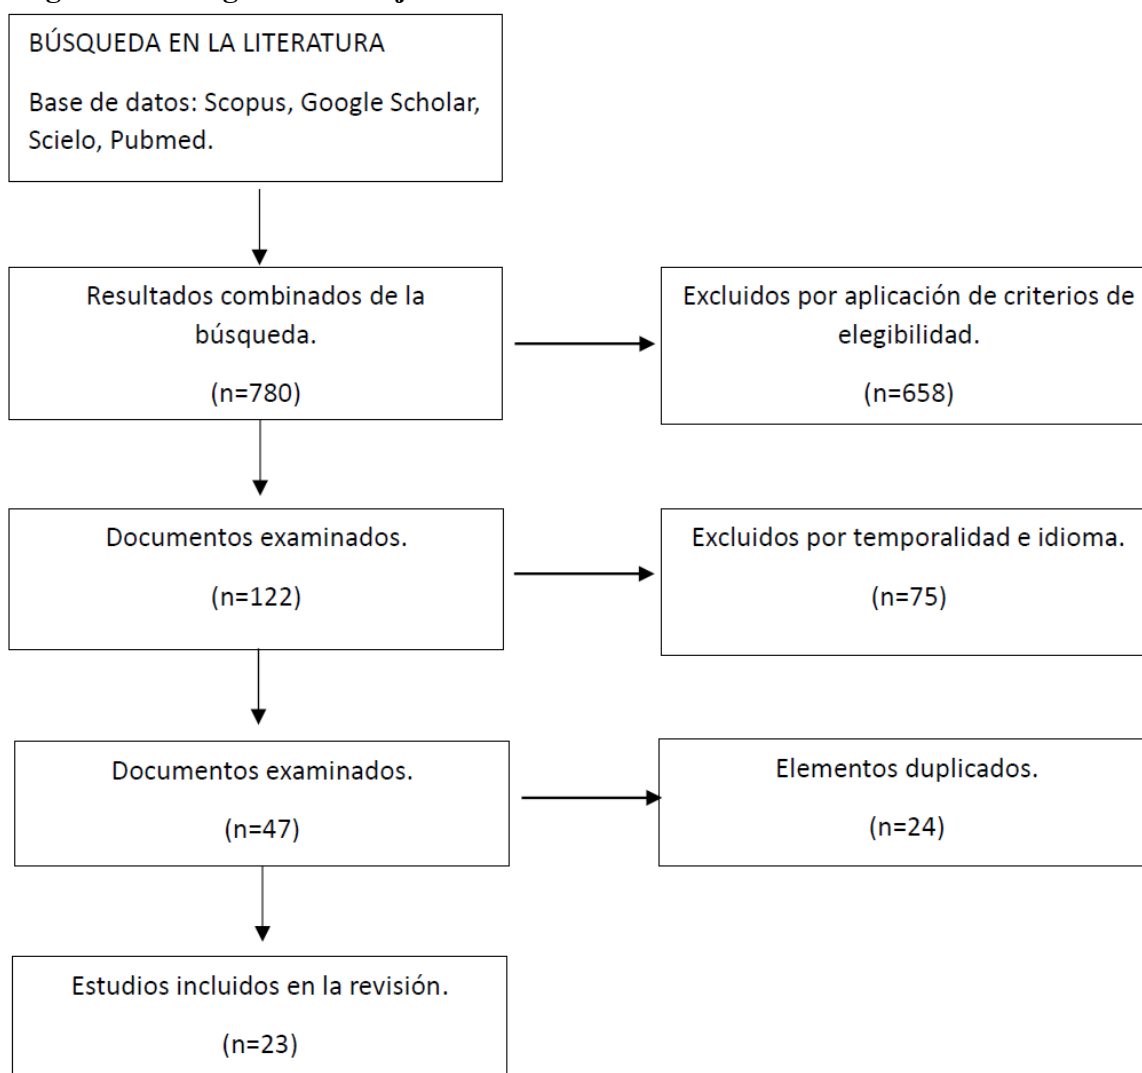 BÚSQUEDA EN LA LITERATURA
Base de datos: Scopus, Google Scholar,
Scielo, Pubmed.
Resultados combinados de la
búsqueda.
(n=780)
Excluidos por aplicación de criterios de
elegibilidad.
(n=658)
Documentos examinados.
(n=122)
Excluidos por temporalidad e idioma.
(n=75)
Documentos examinados.
(n=47)
Elementos duplicados.
(n=24)
Estudios incluidos en la revisión.
(n=23)